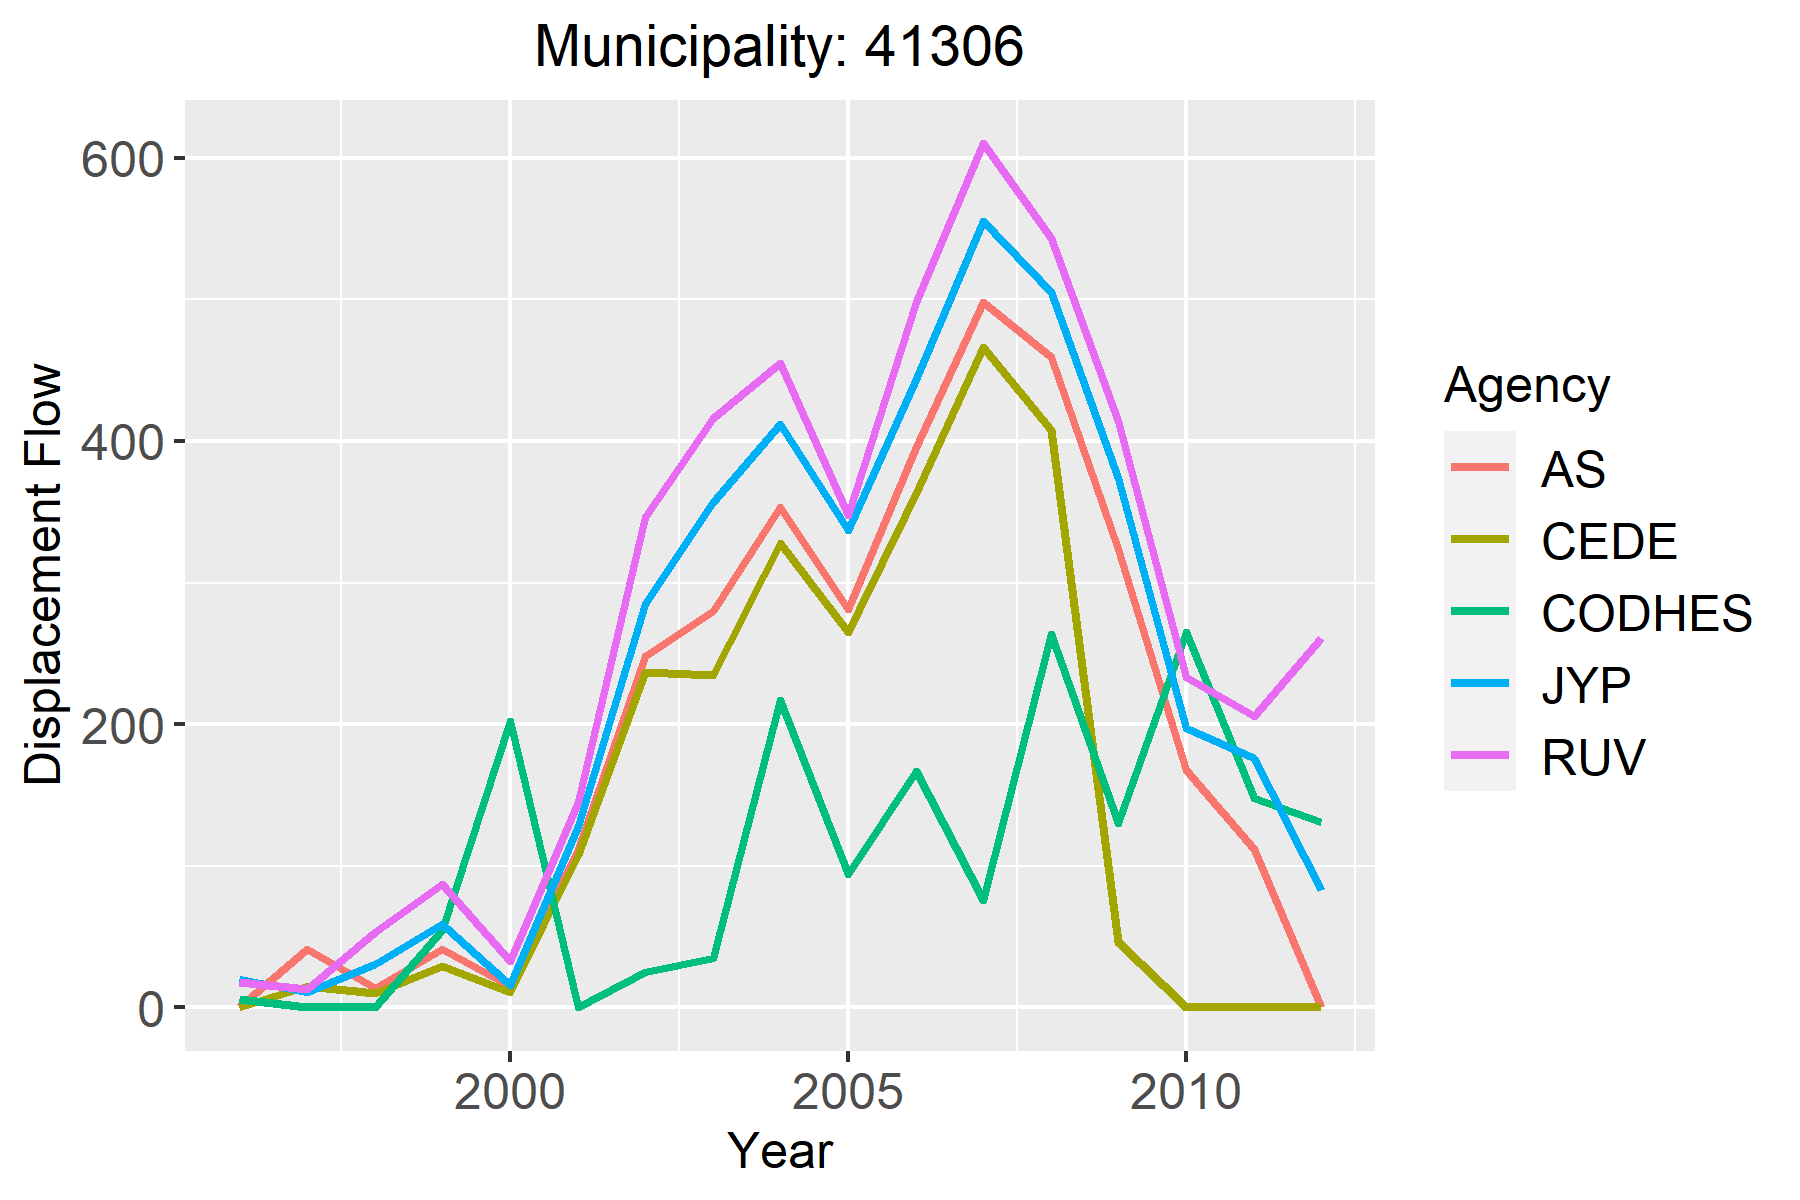 Municipality: 41306
600
400
200
0
Displacement Flow
2000 2005 2010
Year
Agency
AS
CEDE
CODHES
JYP
RUV